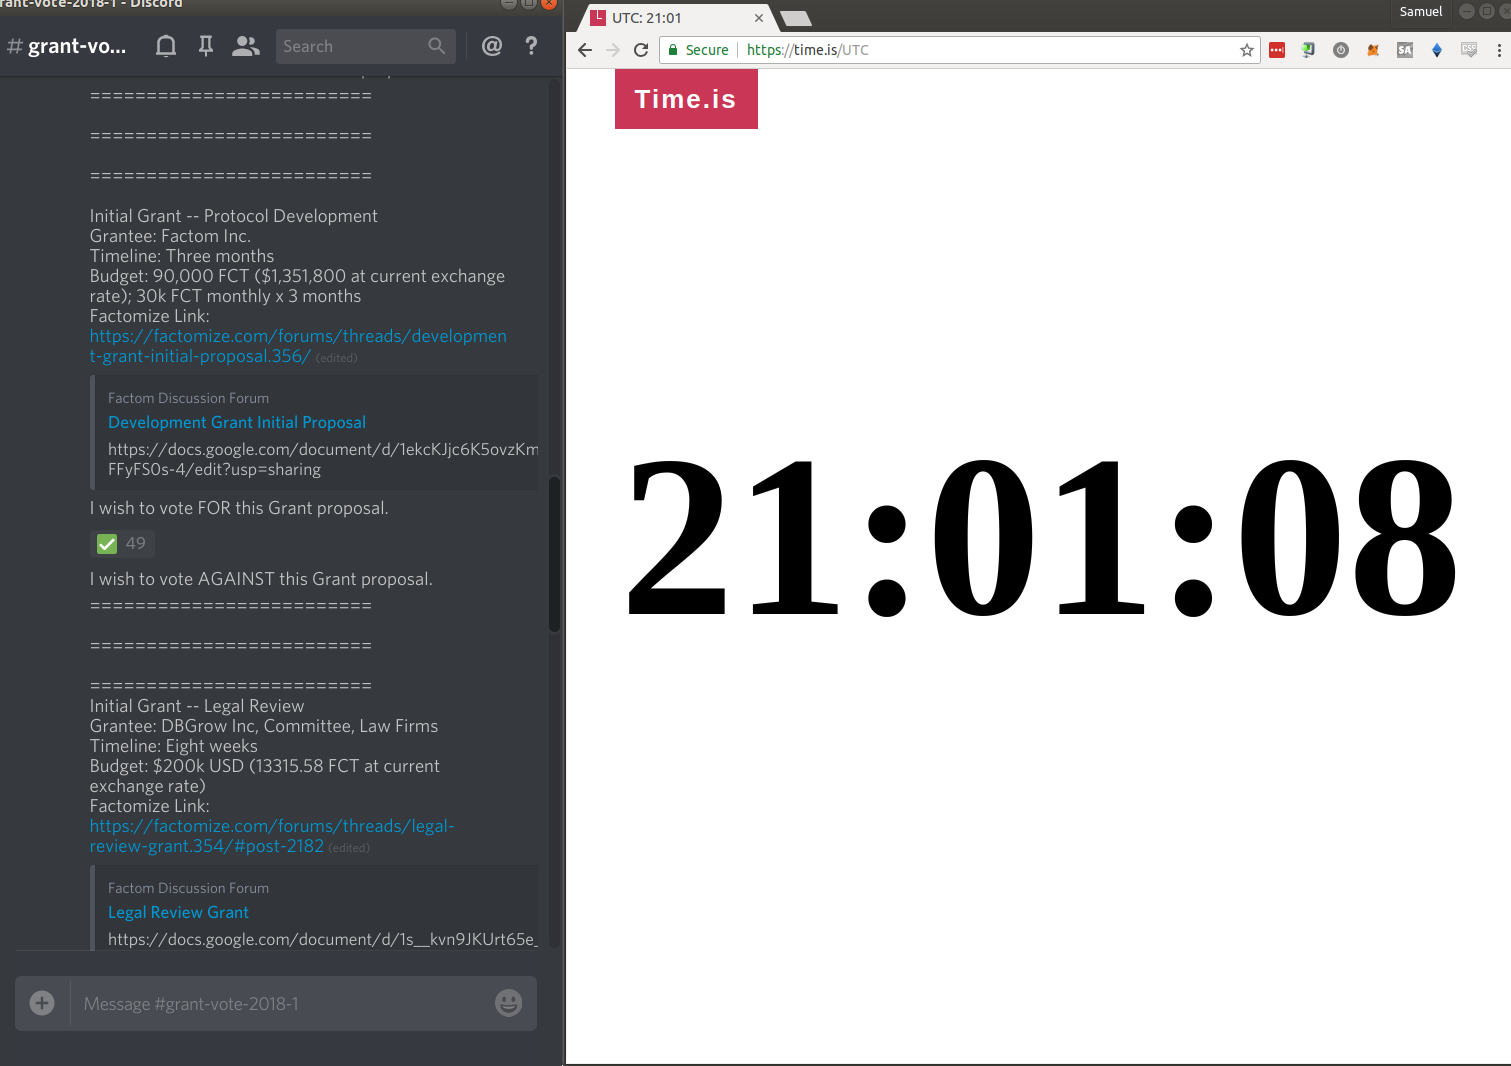 rant-vote-2018-1 - Discord
# grant-vo...
Search
@
?
=========================
=========================
=========================
Initial Grant -- Protocol Development
Grantee: Factom Inc.
Timeline: Three months
Budget: 90,000 FCT ($1,351,800 at current exchange
rate); 30k FCT monthly x 3 months
Factomize Link:
https://factomize.com/forums/threads/developmen
t-grant-initial-proposal.356/ (edited)
Factom Discussion Forum
Development Grant Initial Proposal
https://docs.google.com/document/d/1ekcKJjc6K5ovzKm
FFyFS0s-4/edit?usp=sharing
I wish to vote FOR this Grant proposal.
49
I wish to vote AGAINST this Grant proposal.
=========================
=========================
=========================
Initial Grant -- Legal Review
Grantee: DBGrow Inc, Committee, Law Firms
Timeline: Eight weeks
Budget: $200k USD (13315.58 FCT at current
exchange rate)
Factomize Link:
https://factomize.com/forums/threads/legal-
review-grant.354/#post-2182 (edited)
Factom Discussion Forum
Legal Review Grant
https://docs.google.com/document/d/1s__kvn9JKUrt65e_
Message #grant-vote-2018-1
UTC: 21:01
Samuel
Secure
https://time.is/UTC
SA
CSF
Time.is
21:01:08